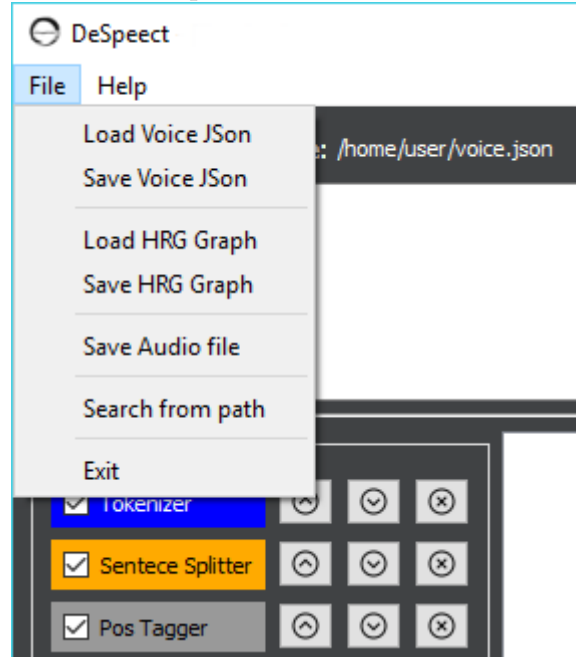 DeSpeect
File Help
Load Voice JSon
e: /home/user/voice.json
Save Voice JSon
Load HRG Graph
Save HRG Graph
Save Audio file
Search from path
Exit
Tokenizer
Sentece Splitter
Pos Tagger